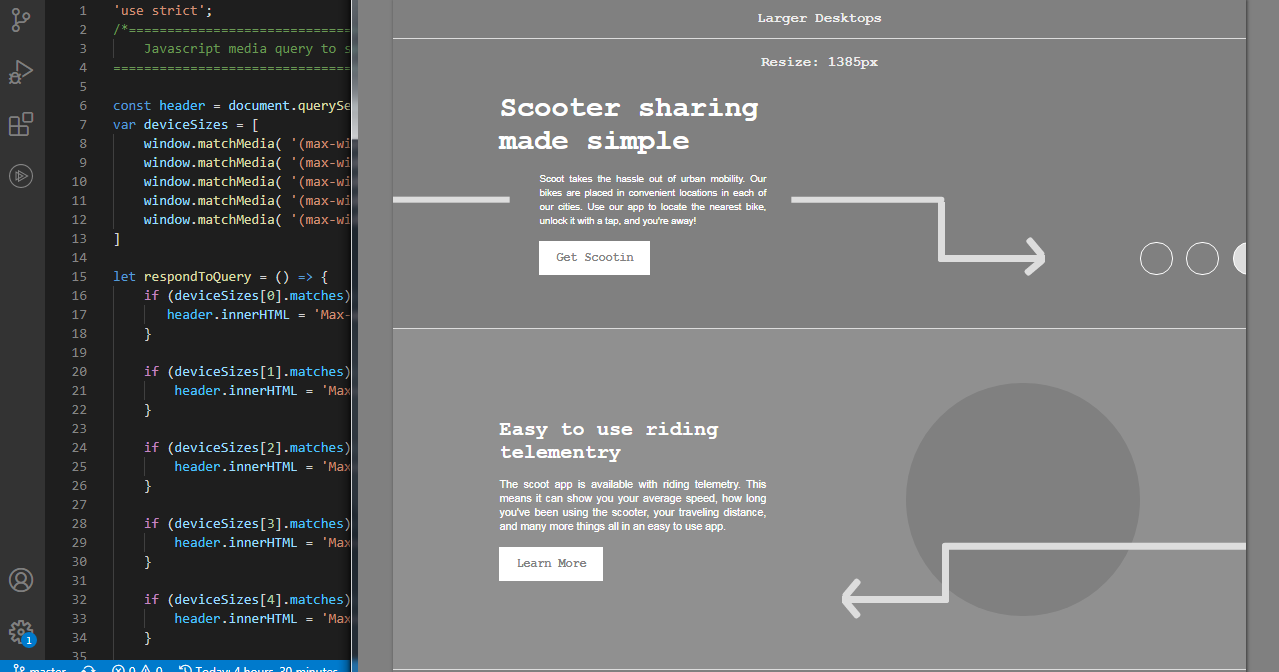 1 'use strict';
2 /*=============================
3 Javascript media query to s
4 ===============================
5
6 const header = document.querySe
7 var deviceSizes = [
8 window.matchMedia( '(max-wi
9 window.matchMedia( '(max-wi
10 window.matchMedia( '(max-wi
11 window.matchMedia( '(max-wi
12 window.matchMedia( '(max-wi
13 ]
14
15 let respondToQuery = () => {
16 if (deviceSizes[0].matches)
17 header.innerHTML = 'Max-
18 }
19
20 if (deviceSizes[1].matches)
21 header.innerHTML = 'Max
22 }
23
24 if (deviceSizes[2].matches)
25 header.innerHTML = 'Max
26 }
27
28 if (deviceSizes[3].matches)
29 header.innerHTML = 'Max
30 }
31
32 if (deviceSizes[4].matches)
33 header.innerHTML = 'Max
34 }
35
1
master 0 0 Today: 4 hours, 30 minutes
Larger Desktops
Resize: 1385px
Scooter sharing
made simple
Scoot takes the hassle out of urban mobility. Our
bikes are placed in convenient locations in each of
our cities. Use our app to locate the nearest bike,
unlock it with a tap, and you're away!
Get Scootin
Easy to use riding
telementry
The scoot app is available with riding telemetry. This
means it can show you your average speed, how long
you've been using the scooter, your traveling distance,
and many more things all in an easy to use app.
Learn More